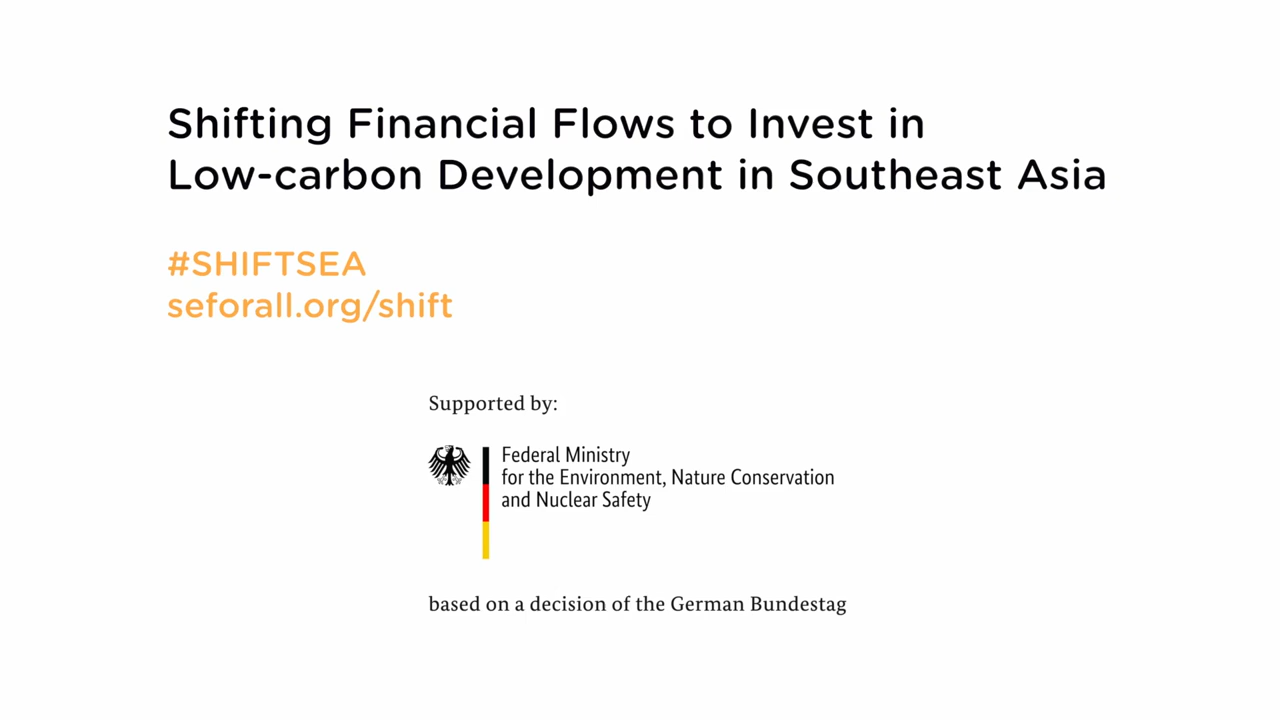 Shifting Financial Flows to Invest in
Low-carbon Development in Southeast Asia
#SHIFTSEA
seforall.org/shift
Supported by:
Federal Ministry
for the Environment, Nature Conservation
and Nuclear Safety
based on a decision of the German Bundestag